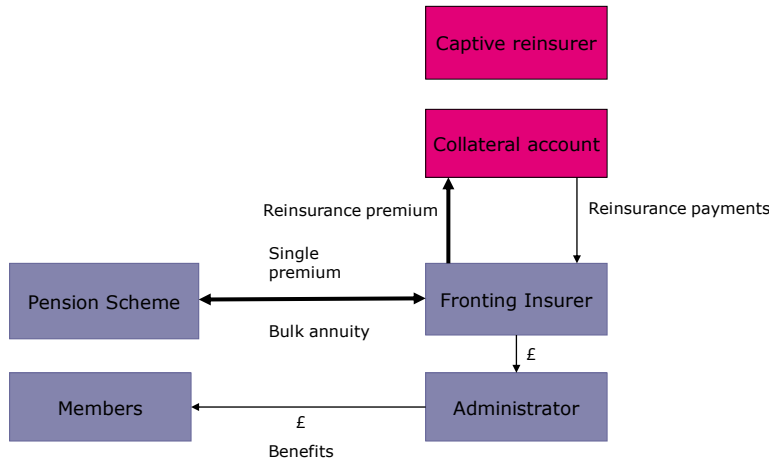 Captive reinsurer
Collateral account
Reinsurance premium
Reinsurance payments
Single
premium
Pension Scheme
Fronting Insurer
Bulk annuity
£
Members
Administrator
£
Benefits